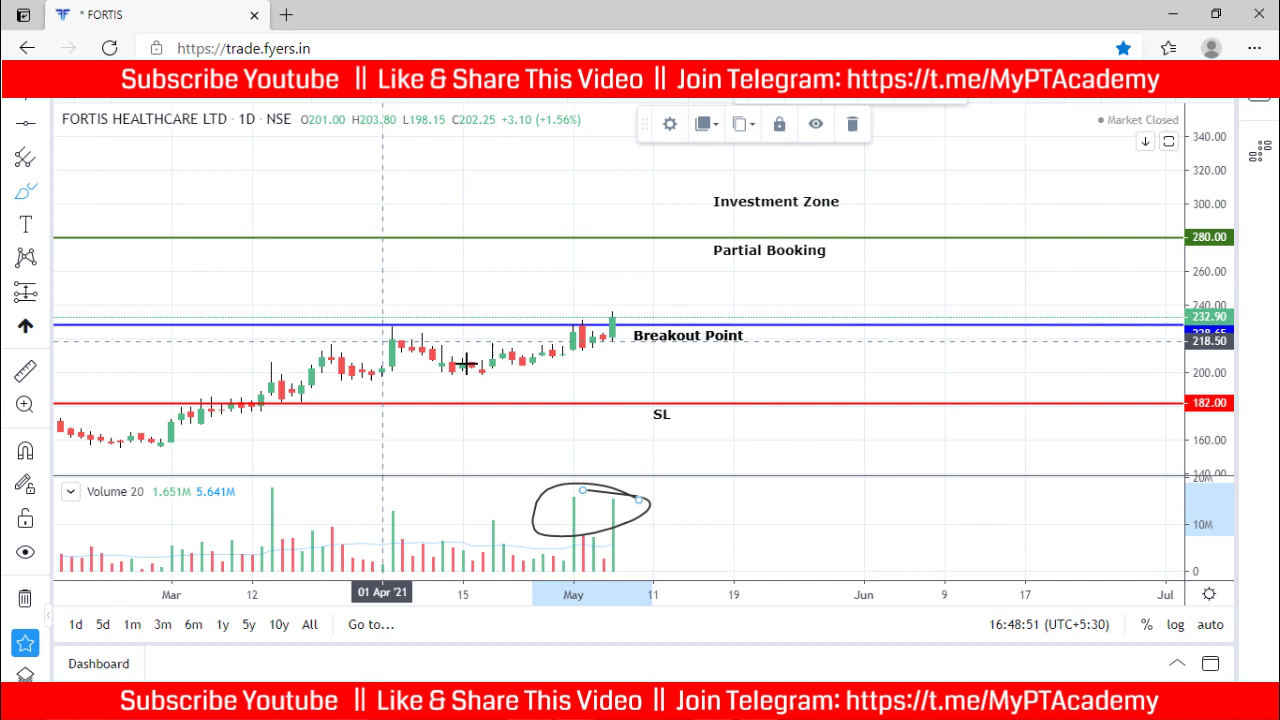 * FORTIS
https://trade.fyers.in
Subscribe Youtube || Like & Share This Video || Join Telegram: https://t.me/MyPTAcademy
FORTIS HEALTHCARE LTD · 1D · NSE O201.00 H203.80 L198.15 C202.25 +3.10 (+1.56%)
Market Closed
340.00
320.00
Investment Zone
300.00
280.00
Partial Booking
260.00
240.00
232.90
Breakout Point
218.50
200.00
182.00
SL
160.00
140.00
Volume 20 1.651M 5.641M
20M
10M
0
Mar 12 01 Apr '21 15 May 11 19 Jun 9 17 Jul
1d 5d 1m 3m 6m 1y 5y 10y All Go to... 16:48:51 (UTC+5:30) % log auto
Dashboard
Subscribe Youtube || Like & Share This Video || Join Telegram: https://t.me/MyPTAcademy